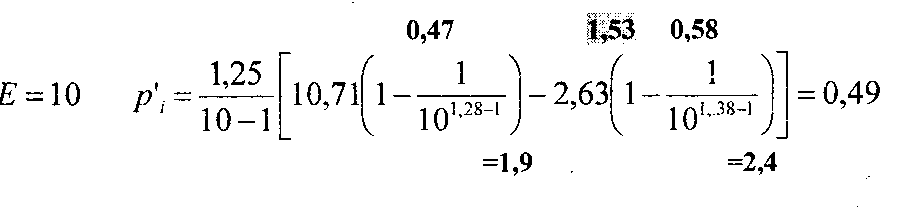 0,47 1,53 0,58
E = 10 p'ᵢ = 1,25/(10−1) [10,71(1 − 1/10^(1,28−1)) − 2,63(1 − 1/10^(1,.38−1))] = 0,49
=1,9 =2,4